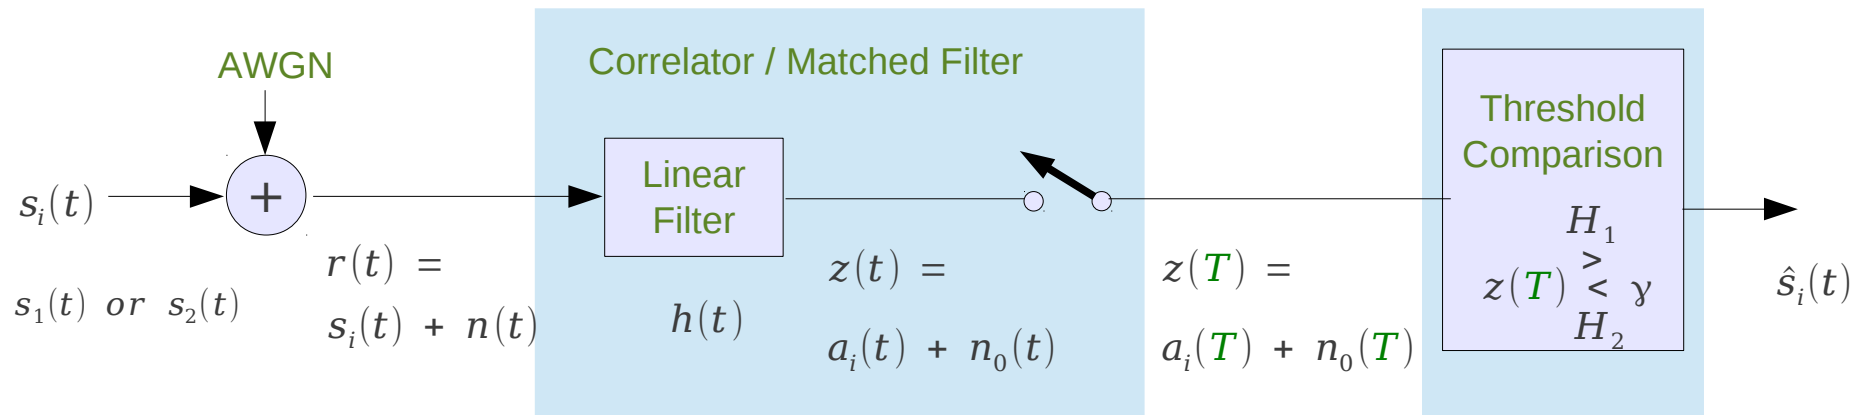 AWGN
Correlator / Matched Filter
Threshold
Comparison
Linear
Filter
+
s_i(t)
s_1(t) or s_2(t)
r(t) =
s_i(t) + n(t)
h(t)
z(t) =
a_i(t) + n_0(t)
z(T) =
a_i(T) + n_0(T)
H_1
>
z(T) < γ
H_2
ŝ_i(t)